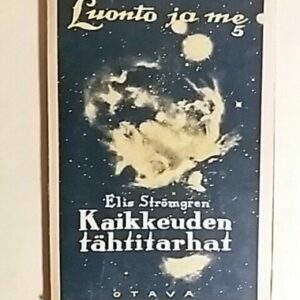 Luonto ja me
5
Elis Strömgren
Kaikkeuden
tähtitarhat
OTAVA